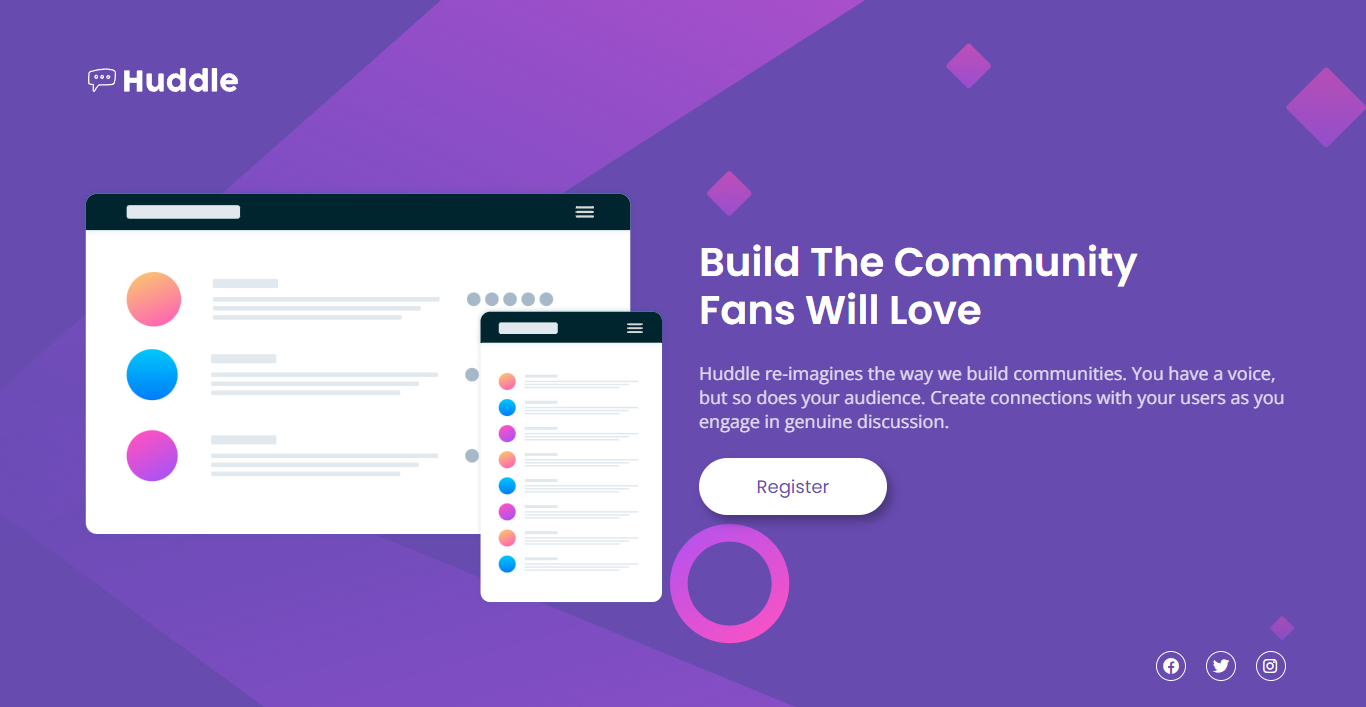 Huddle
Build The Community
Fans Will Love
Huddle re-imagines the way we build communities. You have a voice,
but so does your audience. Create connections with your users as you
engage in genuine discussion.
Register